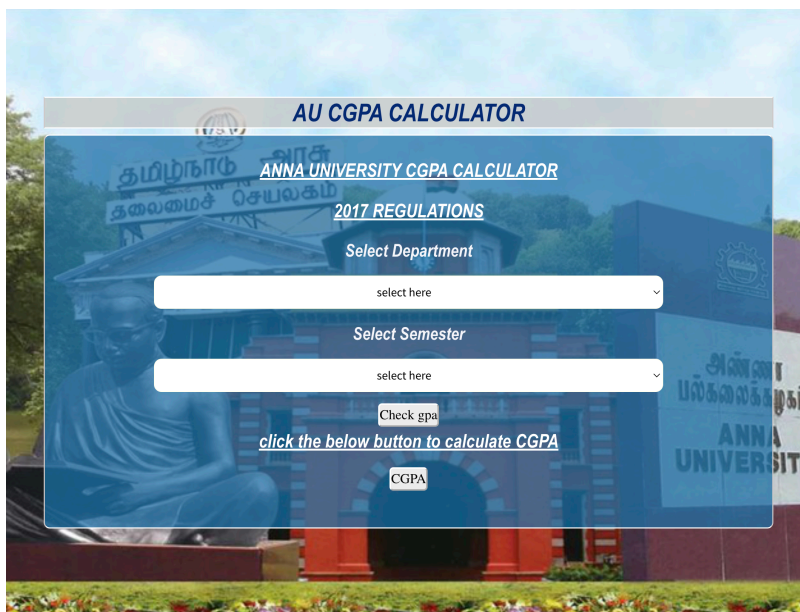 AU CGPA CALCULATOR
தமிழ்நாடு அரசு
தலைமைச் செயலகம்
ANNA UNIVERSITY CGPA CALCULATOR
2017 REGULATIONS
Select Department
select here
Select Semester
select here
அண்ணா
பல்கலைக்கழகம்
ANNA
UNIVERSITY
Check gpa
click the below button to calculate CGPA
CGPA